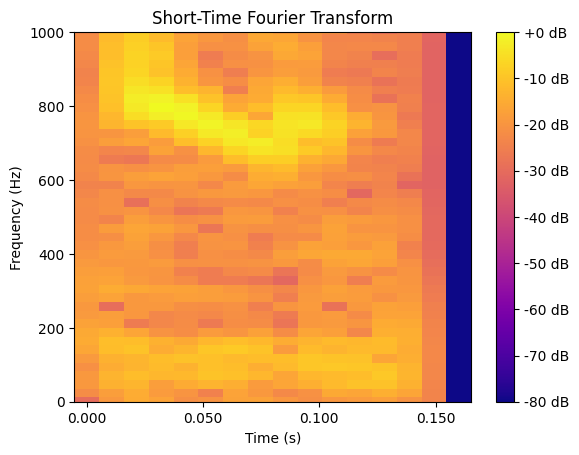 Short-Time Fourier Transform
Frequency (Hz)
1000
800
600
400
200
0
0.000
0.050
0.100
0.150
Time (s)
+0 dB
-10 dB
-20 dB
-30 dB
-40 dB
-50 dB
-60 dB
-70 dB
-80 dB